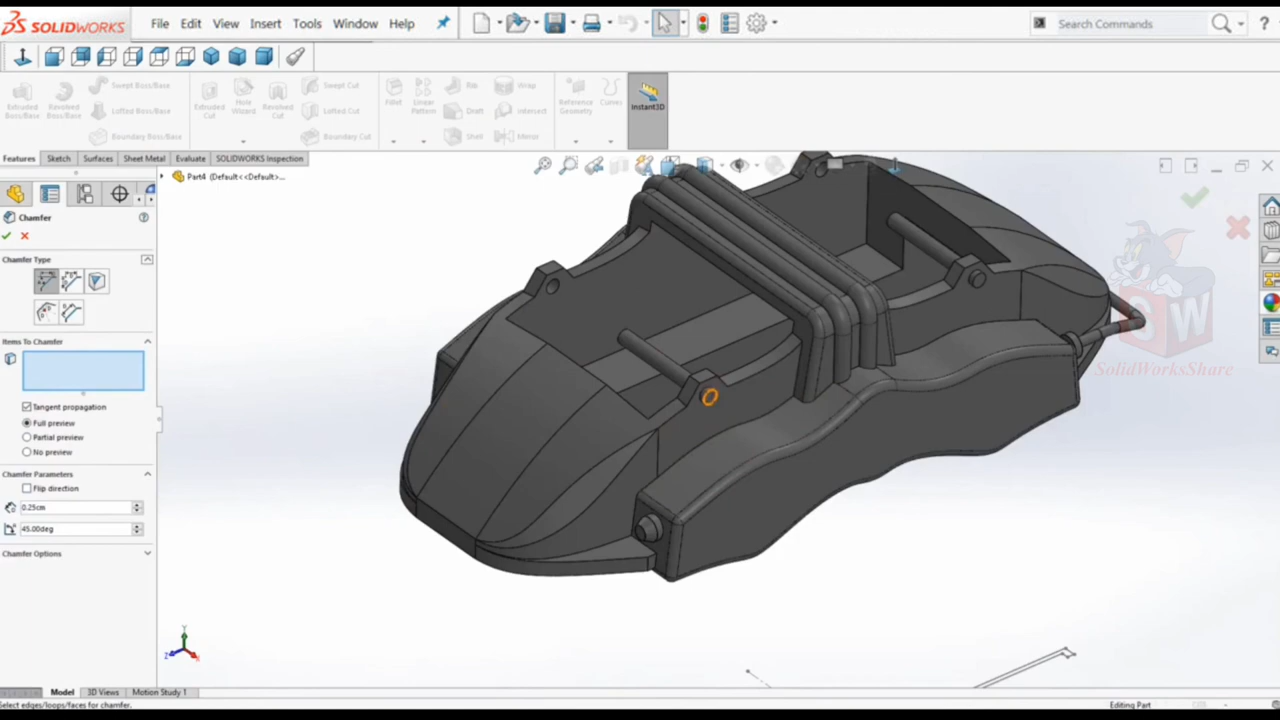 SOLIDWORKS File Edit View Insert Tools Window Help Search Commands
Extruded Boss/Base
Revolved Boss/Base
Swept Boss/Base
Lofted Boss/Base
Boundary Boss/Base
Extruded Cut
Hole Wizard
Revolved Cut
Swept Cut
Lofted Cut
Boundary Cut
Fillet
Linear Pattern
Rib
Draft
Shell
Wrap
Intersect
Mirror
Reference Geometry
Curves
Instant3D
Features Sketch Surfaces Sheet Metal Evaluate SOLIDWORKS Inspection
Part4 (Default<<Default>...
Chamfer
Chamfer Type
Items To Chamfer
Tangent propagation
Full preview
Partial preview
No preview
Chamfer Parameters
Flip direction
0.25cm
45.00deg
Chamfer Options
SW
SolidWorksShare
Y
Z X
Model 3D Views Motion Study 1
Select edges/loops/faces for chamfer. Editing Part